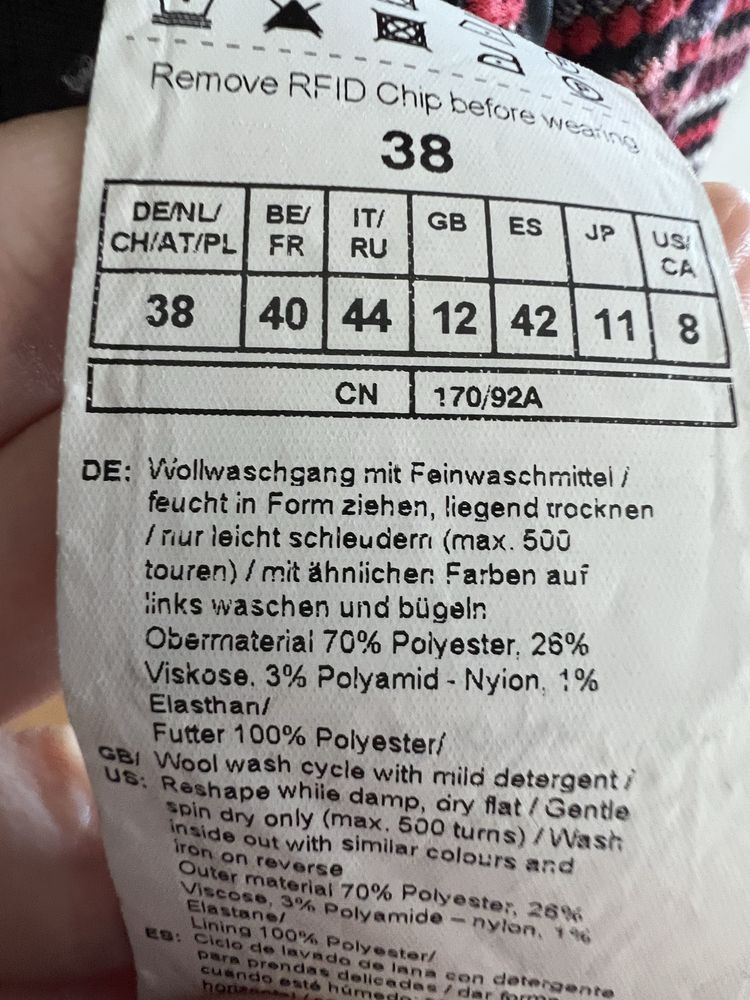 Remove RFID Chip before wearing
38
DE/NL/ CH/AT/PL BE/ FR IT/ RU GB ES JP US/ CA
38 40 44 12 42 11 8
CN 170/92A
DE: Wollwaschgang mit Feinwaschmittel /
feucht in Form ziehen, liegend trocknen
/ nur leicht schleudern (max. 500
touren) / mit ähnlichen Farben auf
links waschen und bügeln
Obermaterial 70% Polyester, 26%
Viskose, 3% Polyamid - Nylon, 1%
Elasthan/
Futter 100% Polyester/
GB/ Wool wash cycle with mild detergent /
US: Reshape while damp, dry flat / Gentle
spin dry only (max. 500 turns) / Wash
inside out with similar colours and
iron on reverse
Outer material 70% Polyester, 26%
Viscose, 3% Polyamide – nylon, 1%
Elastane/
Lining 100% Polyester/
ES: Ciclo de lavado de lana con detergente
para prendas delicadas / dar forma
cuando esté húmedo